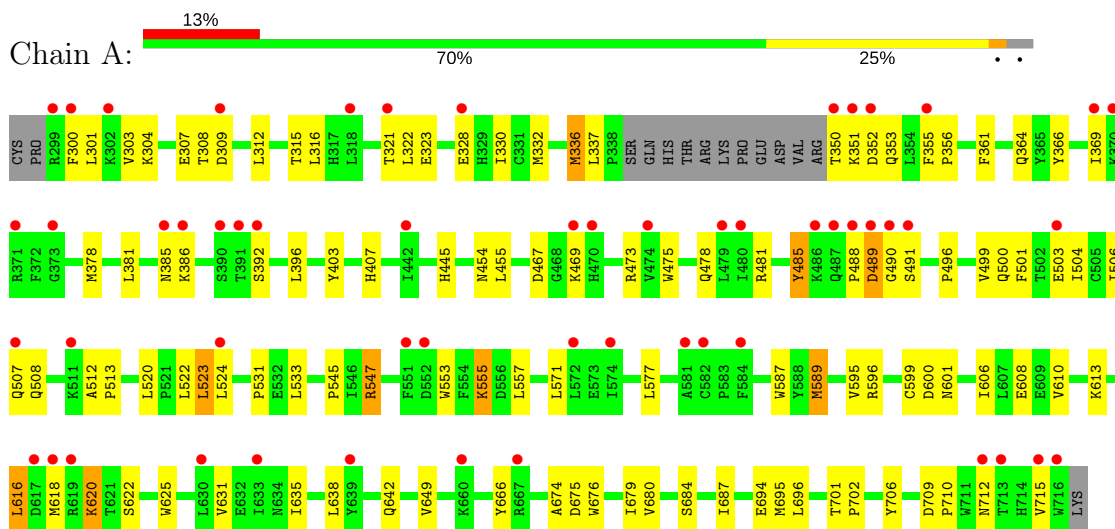 13%
Chain A:
70% 25% • •
CYS PRO R299 F300 L301 K302 V303 K304 E307 T308 D309 L312 T315 L316 H317 L318 T321 L322 E323 E328 H329 I330 C331 M332 M336 L337 P338 SER GLN HIS THR ARG LYS PRO GLU ASP VAL ARG T350 K351 D352 Q353 L354 F355 P356 F361 Q364 Y365 Y366 I369 K370
R371 F372 G373 M378 L381 N385 K386 S390 T391 S392 L396 Y403 H407 I442 H445 N454 L455 D467 G468 K469 H470 R473 V474 W475 Q478 L479 I480 R481 Y485 K486 Q487 P488 D489 G490 S491 P496 V499 Q500 F501 T502 E503 I504 C505
Q507 Q508 K511 A512 P513 L520 P521 L522 L523 L524 P531 E532 L533 P545 I546 R547 F551 D552 W553 F554 K555 D556 L557 L571 L572 E573 I574 L577 A581 C582 P583 F584 W587 Y588 M589 V595 R596 C599 D600 N601 I606 L607 E608 E609 V610 K613
L616 D617 M618 R619 K620 T621 S622 W625 L630 V631 E632 I633 N634 I635 L638 Y639 Q642 V649 K660 Y666 R667 A674 D675 W676 I679 V680 S684 I687 E694 M695 L696 T701 P702 Y706 D709 P710 W711 N712 T713 H714 V715 W716 LYS